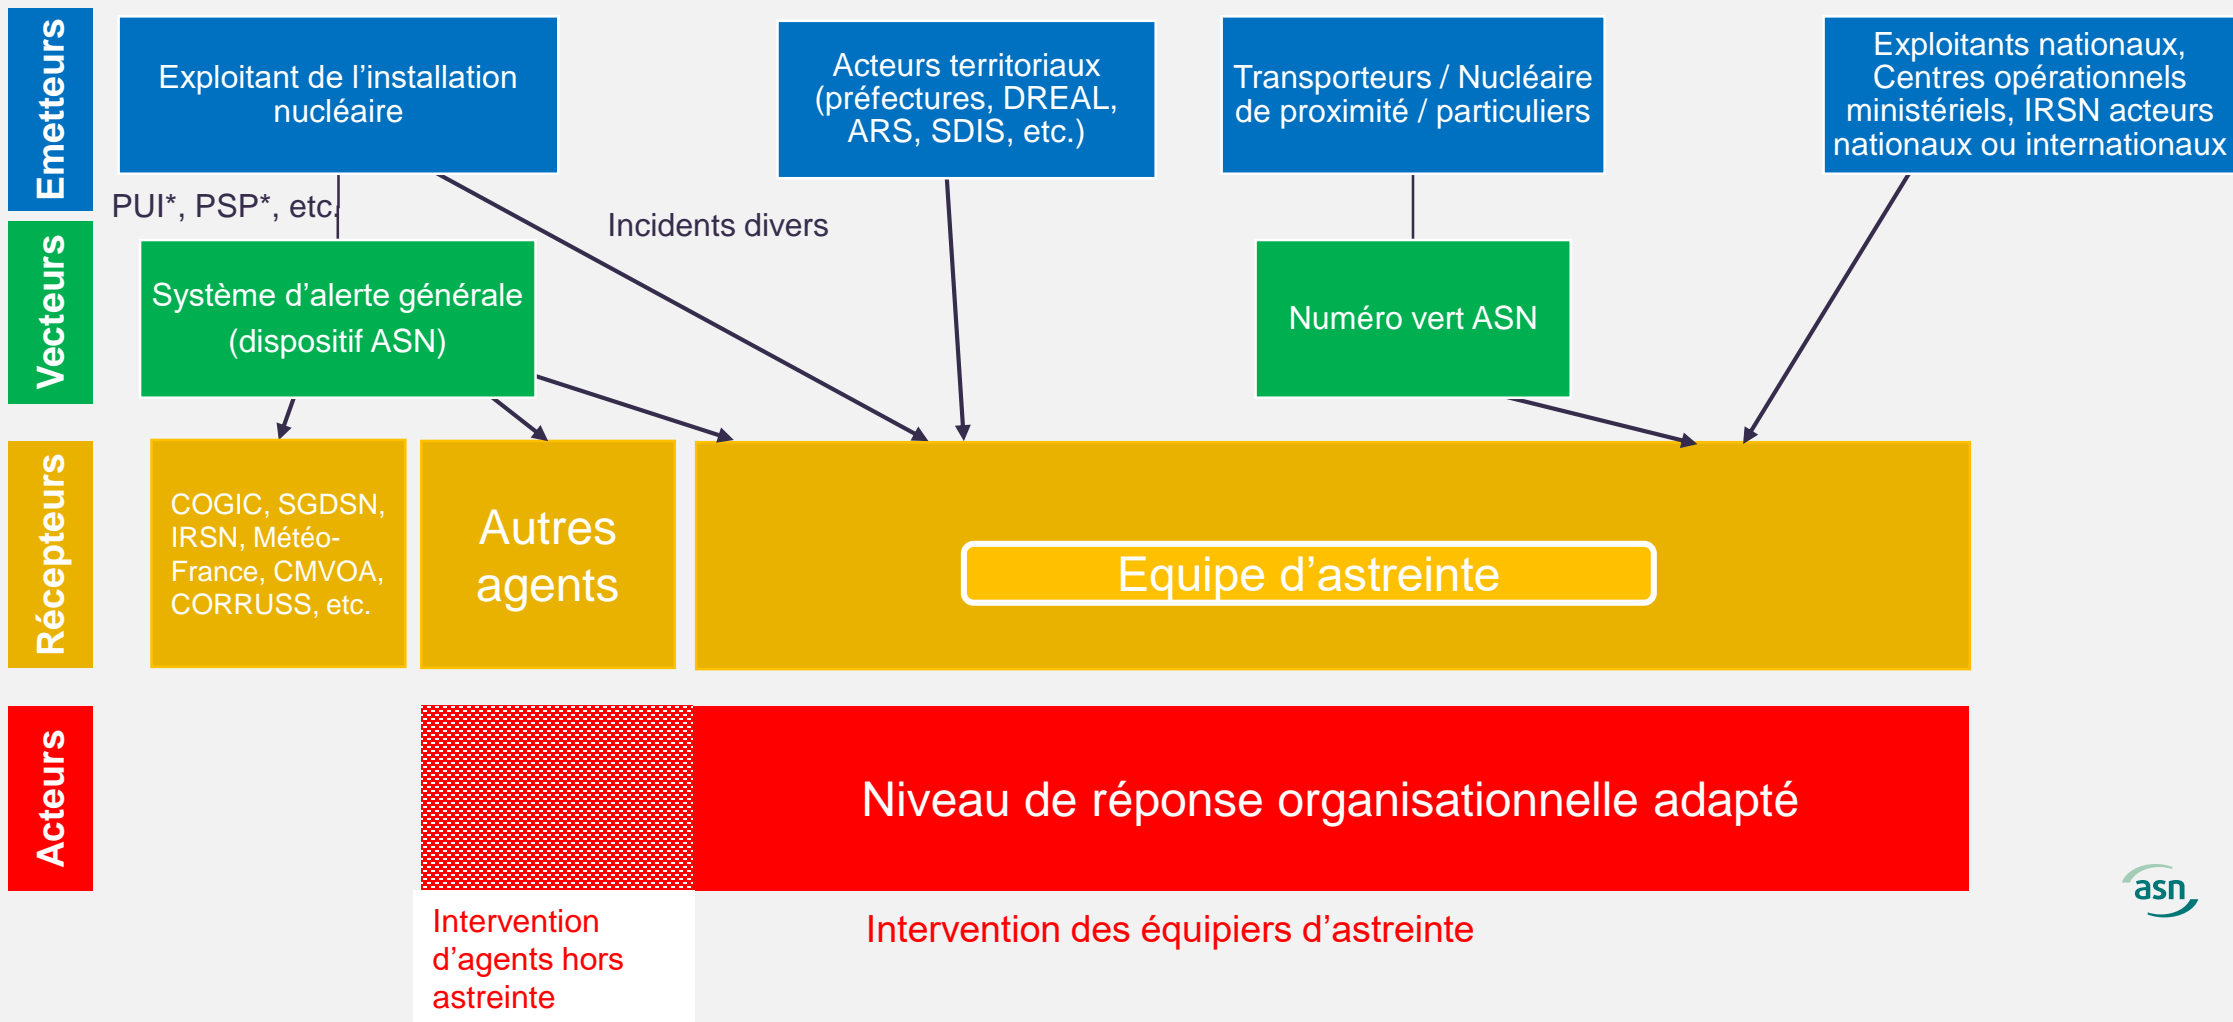 Emetteurs
Exploitant de l’installation
nucléaire
Acteurs territoriaux
(préfectures, DREAL,
ARS, SDIS, etc.)
Transporteurs / Nucléaire
de proximité / particuliers
Exploitants nationaux,
Centres opérationnels
ministériels, IRSN acteurs
nationaux ou internationaux
PUI*, PSP*, etc.
Incidents divers
Vecteurs
Système d’alerte générale
(dispositif ASN)
Numéro vert ASN
Récepteurs
COGIC, SGDSN,
IRSN, Météo-
France, CMVOA,
CORRUSS, etc.
Autres
agents
Equipe d’astreinte
Acteurs
Niveau de réponse organisationnelle adapté
Intervention
d’agents hors
astreinte
Intervention des équipiers d’astreinte
asn